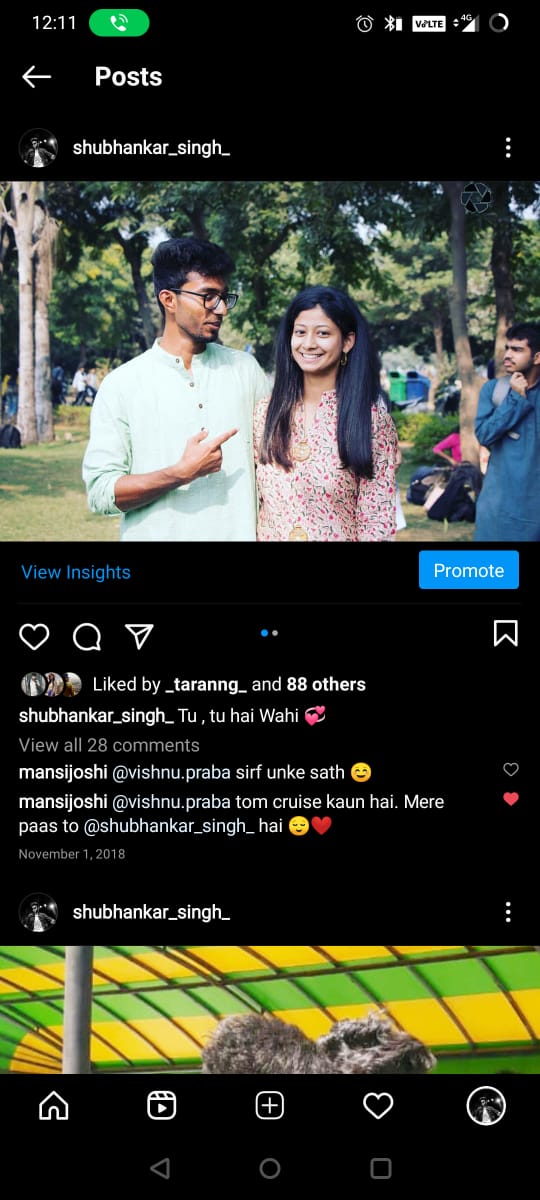 12:11 VoLTE 4G
Posts
shubhankar_singh_
View Insights
Promote
Liked by _taranng_ and 88 others
shubhankar_singh_ Tu , tu hai Wahi 💞
View all 28 comments
mansijoshi @vishnu.praba sirf unke sath ☺️
mansijoshi @vishnu.praba tom cruise kaun hai. Mere
paas to @shubhankar_singh_ hai 😌❤️
November 1, 2018
shubhankar_singh_